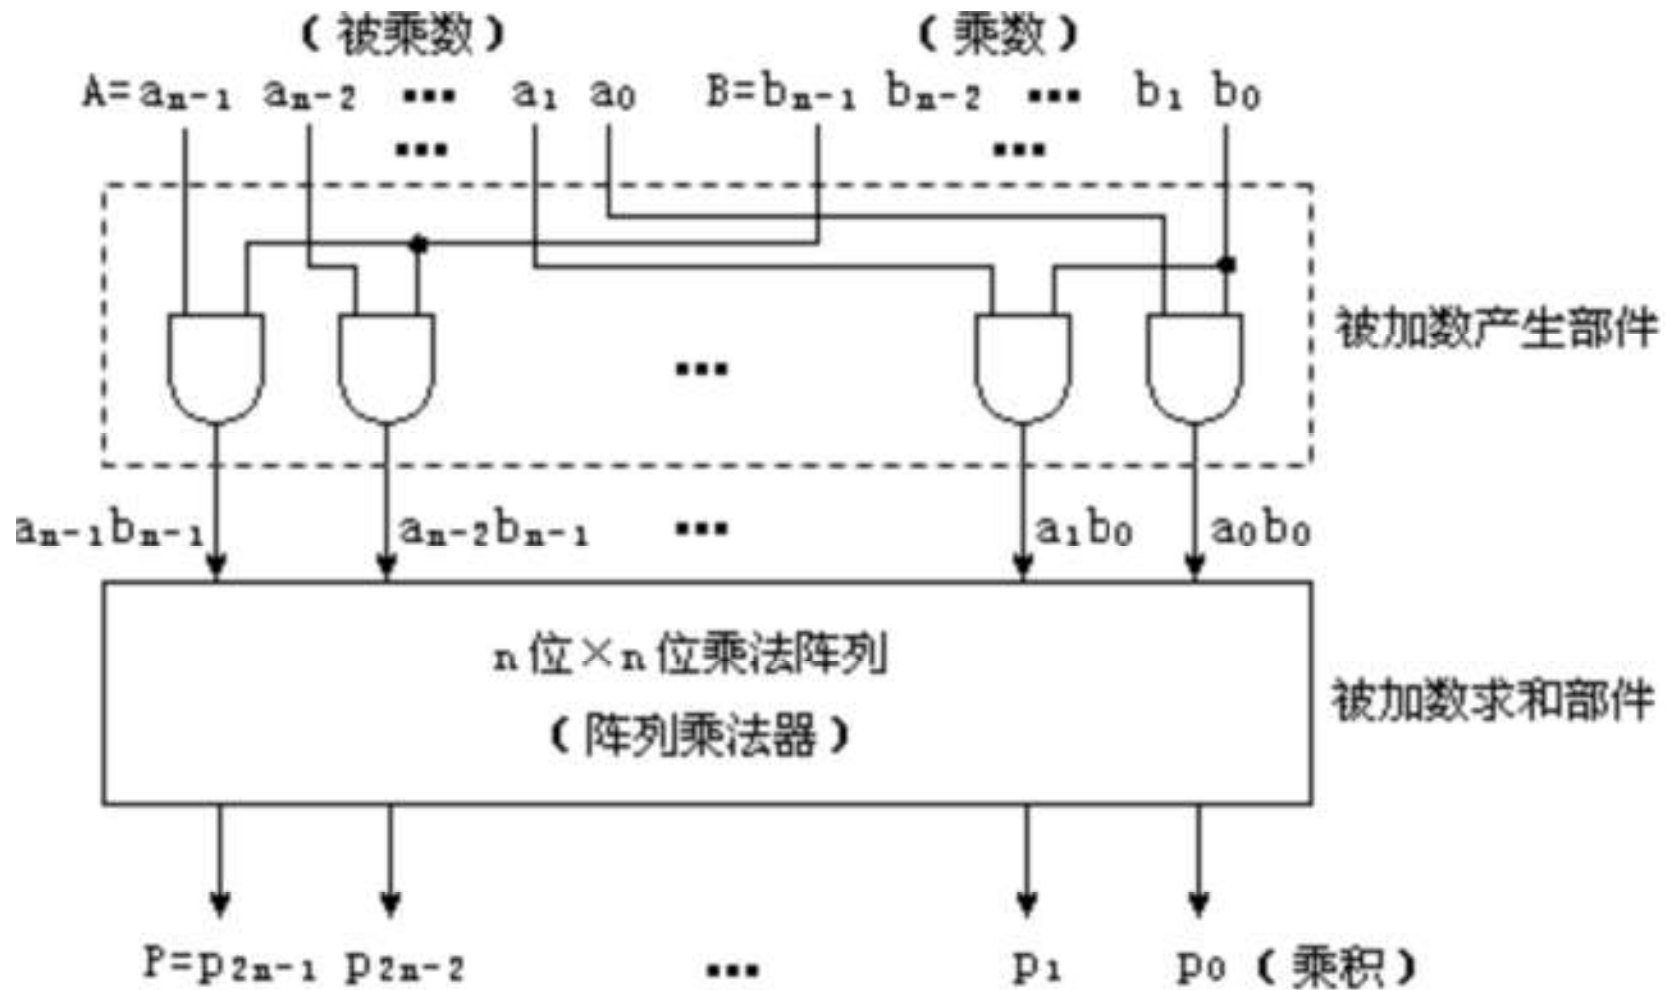 （被乘数） （乘数）
A=aₙ₋₁ aₙ₋₂ ••• a₁ a₀ B=bₙ₋₁ bₙ₋₂ ••• b₁ b₀
••• •••
被加数产生部件
•••
aₙ₋₁bₙ₋₁ aₙ₋₂bₙ₋₁ ••• a₁b₀ a₀b₀
n位×n位乘法阵列
（阵列乘法器）
被加数求和部件
P=p₂ₙ₋₁ p₂ₙ₋₂ ••• p₁ p₀（乘积）